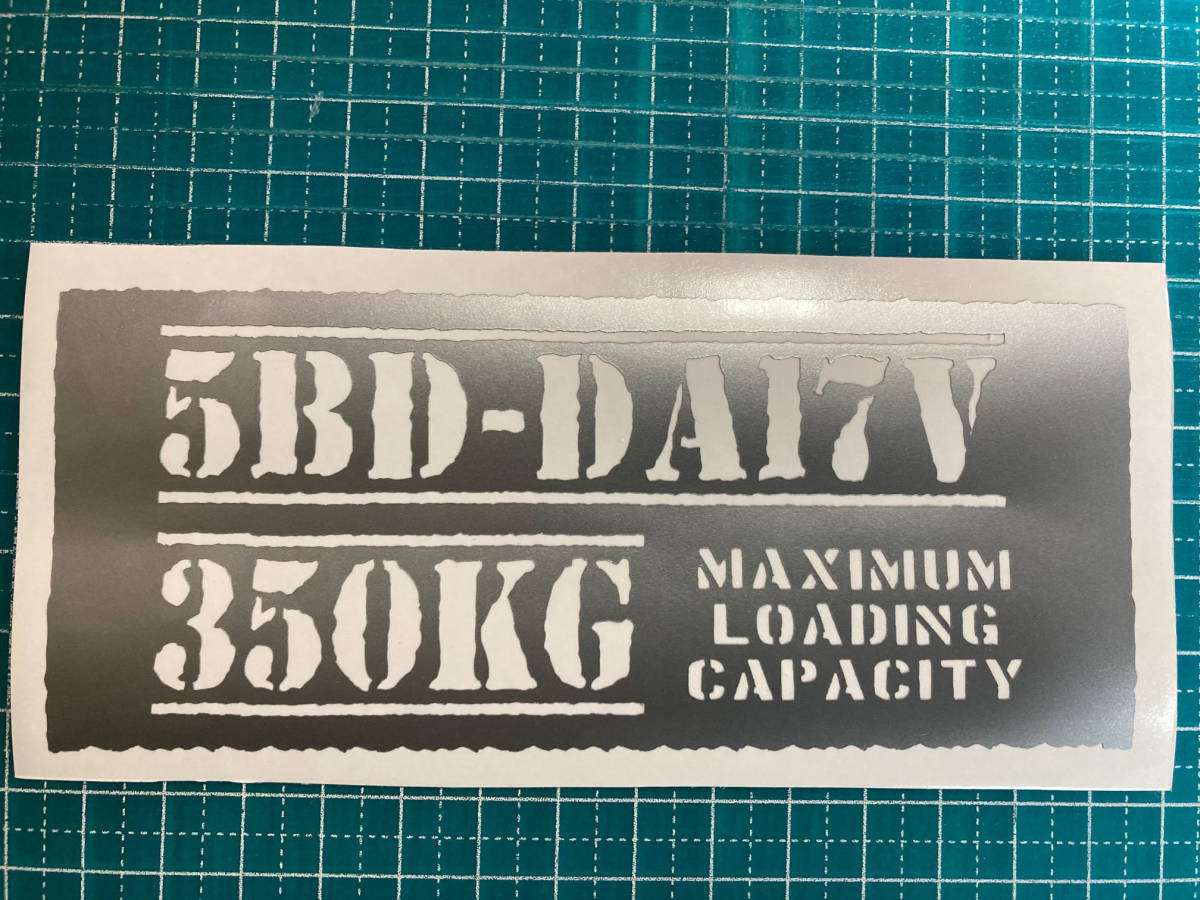 5BD-DA17V
350KG
MAXIMUM
LOADING
CAPACITY